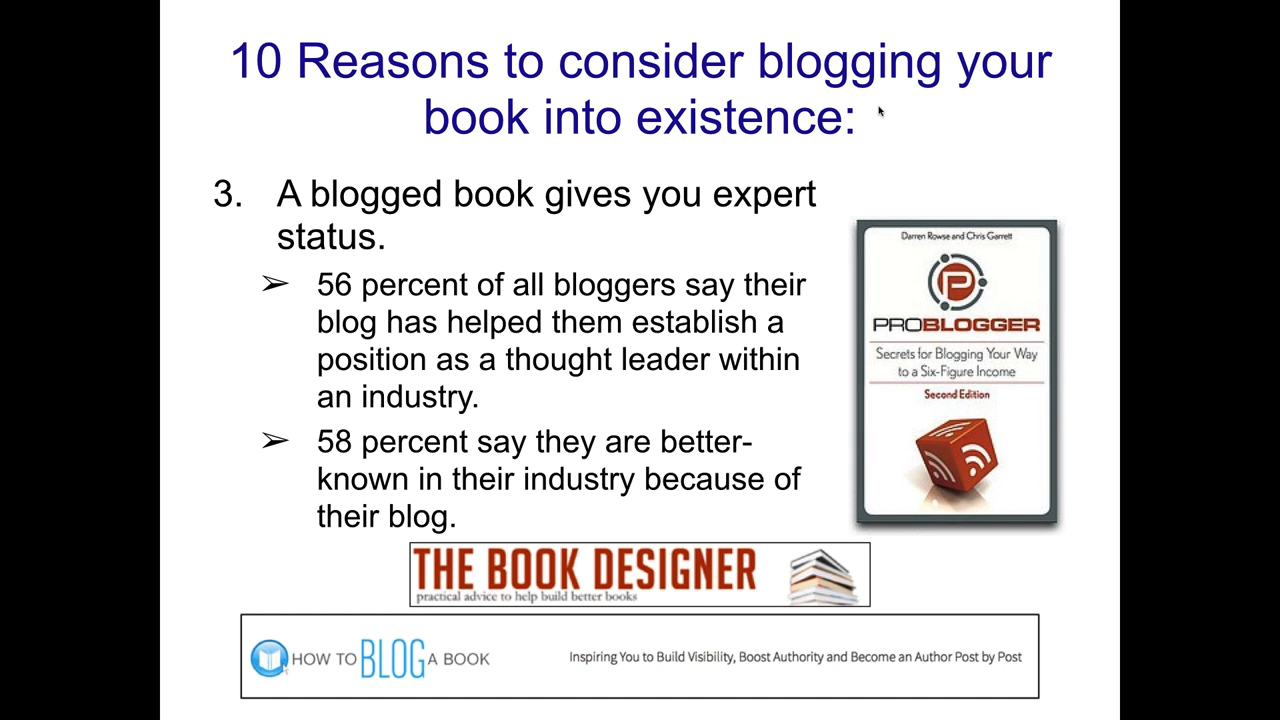 10 Reasons to consider blogging your
book into existence:
3. A blogged book gives you expert
status.
➢ 56 percent of all bloggers say their
blog has helped them establish a
position as a thought leader within
an industry.
➢ 58 percent say they are better-
known in their industry because of
their blog.
Darren Rowse and Chris Garrett
P
PROBLOGGER
Secrets for Blogging Your Way
to a Six-Figure Income
Second Edition
THE BOOK DESIGNER
practical advice to help build better books
HOW TO BLOG A BOOK
Inspiring You to Build Visibility, Boost Authority and Become an Author Post by Post